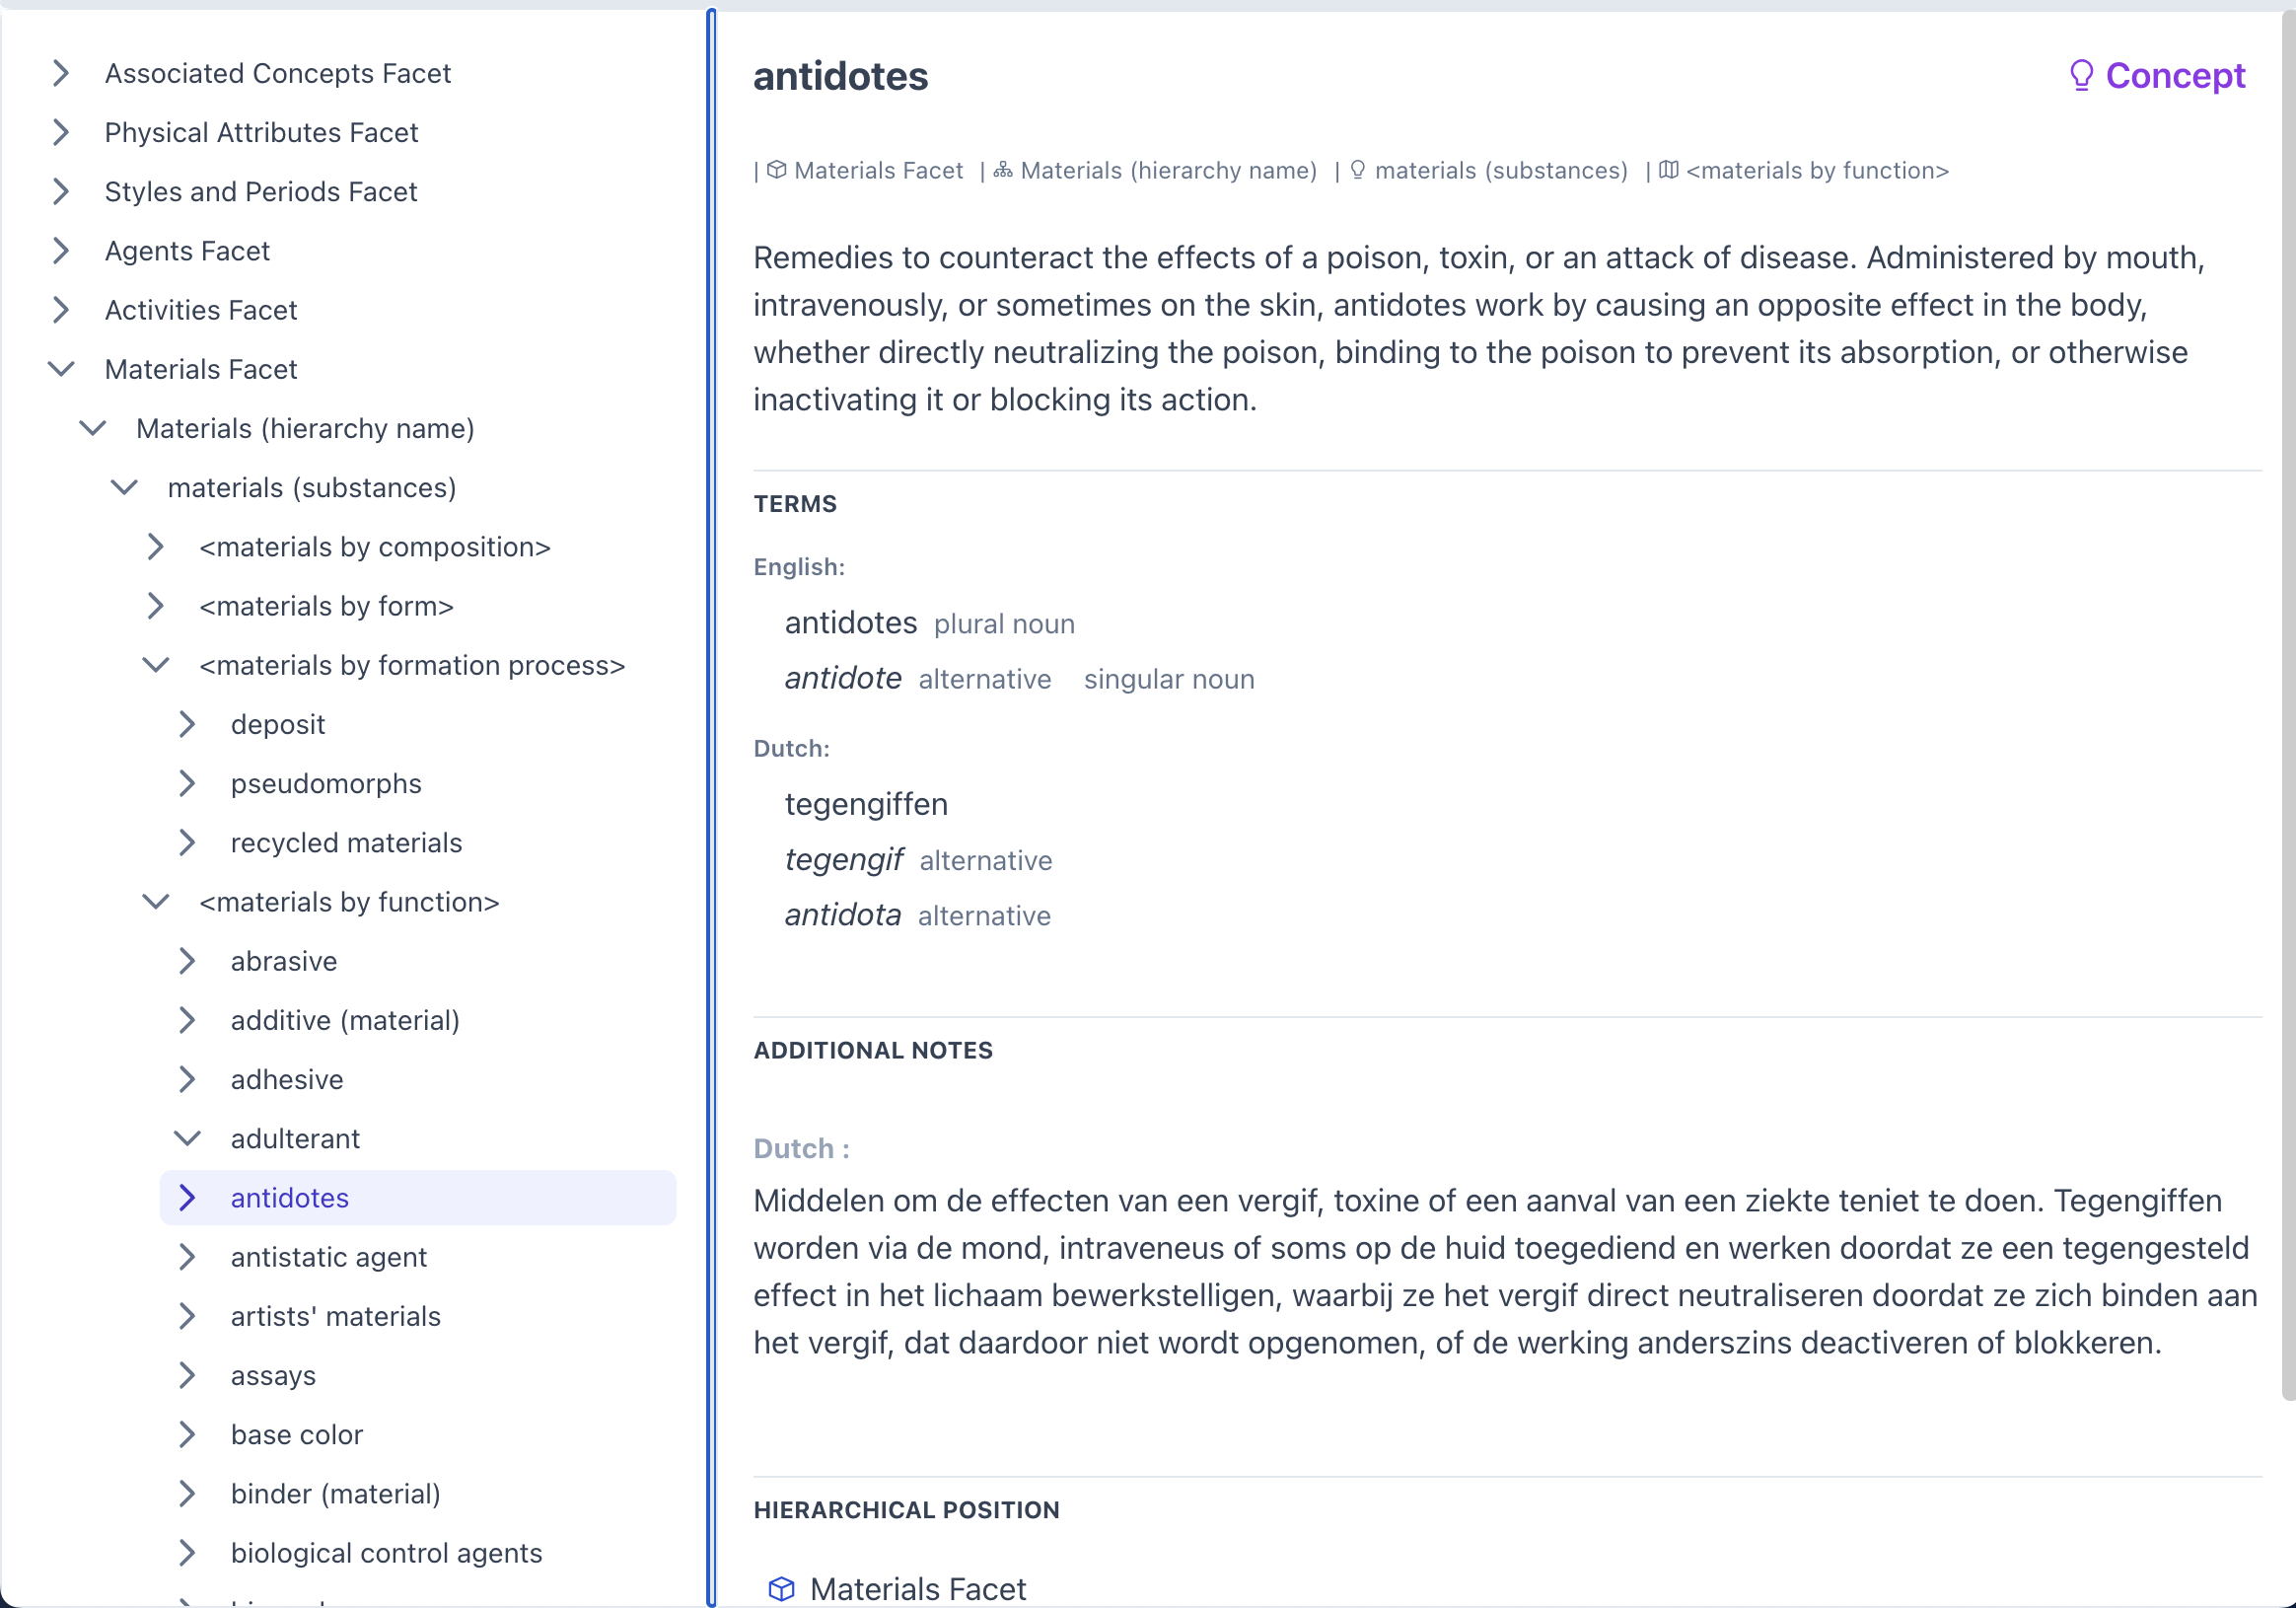 Associated Concepts Facet
Physical Attributes Facet
Styles and Periods Facet
Agents Facet
Activities Facet
Materials Facet
Materials (hierarchy name)
materials (substances)
<materials by composition>
<materials by form>
<materials by formation process>
deposit
pseudomorphs
recycled materials
<materials by function>
abrasive
additive (material)
adhesive
adulterant
antidotes
antistatic agent
artists' materials
assays
base color
binder (material)
biological control agents
antidotes
Concept
| Materials Facet | Materials (hierarchy name) | materials (substances) | <materials by function>
Remedies to counteract the effects of a poison, toxin, or an attack of disease. Administered by mouth,
intravenously, or sometimes on the skin, antidotes work by causing an opposite effect in the body,
whether directly neutralizing the poison, binding to the poison to prevent its absorption, or otherwise
inactivating it or blocking its action.
TERMS
English:
antidotes plural noun
antidote alternative singular noun
Dutch:
tegengiffen
tegengif alternative
antidota alternative
ADDITIONAL NOTES
Dutch :
Middelen om de effecten van een vergif, toxine of een aanval van een ziekte teniet te doen. Tegengiffen
worden via de mond, intraveneus of soms op de huid toegediend en werken doordat ze een tegengesteld
effect in het lichaam bewerkstelligen, waarbij ze het vergif direct neutraliseren doordat ze zich binden aan
het vergif, dat daardoor niet wordt opgenomen, of de werking anderszins deactiveren of blokkeren.
HIERARCHICAL POSITION
Materials Facet